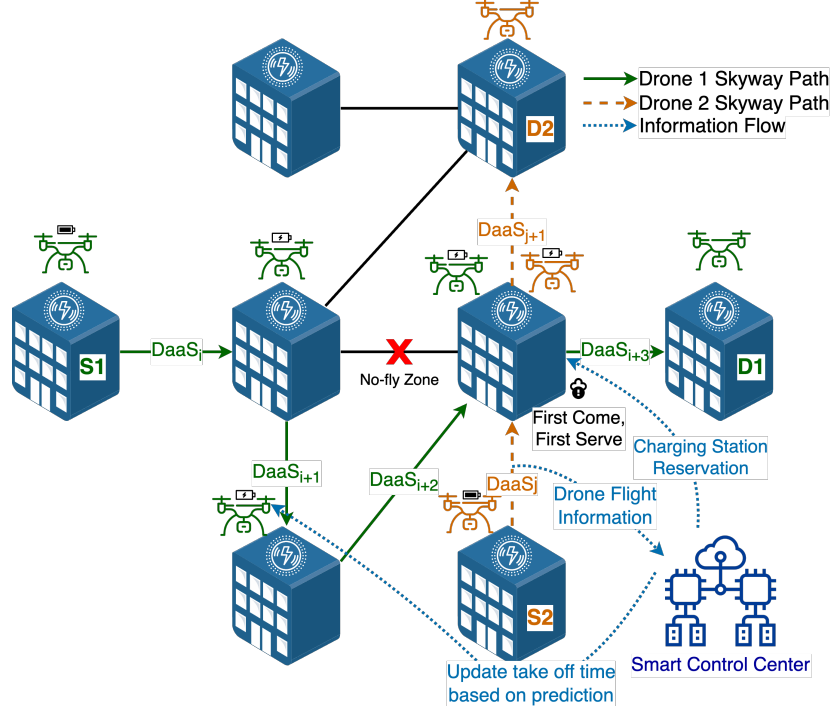 Drone 1 Skyway Path
Drone 2 Skyway Path
Information Flow
D2
DaaSj+1
S1
DaaSi
No-fly Zone
DaaSi+3
D1
First Come,
First Serve
Charging Station
Reservation
DaaSi+1
DaaSi+2
DaaSj
Drone Flight
Information
S2
Smart Control Center
Update take off time
based on prediction